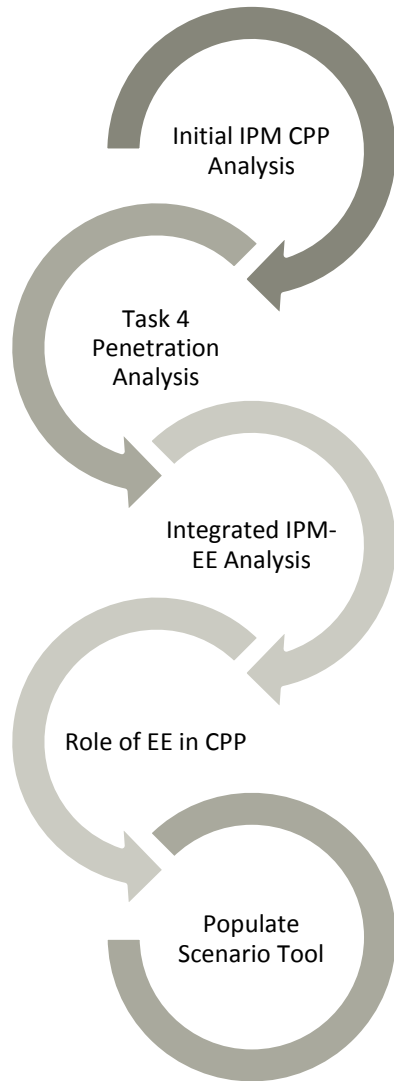 Initial IPM CPP
Analysis
Task 4
Penetration
Analysis
Integrated IPM-
EE Analysis
Role of EE in CPP
Populate
Scenario Tool